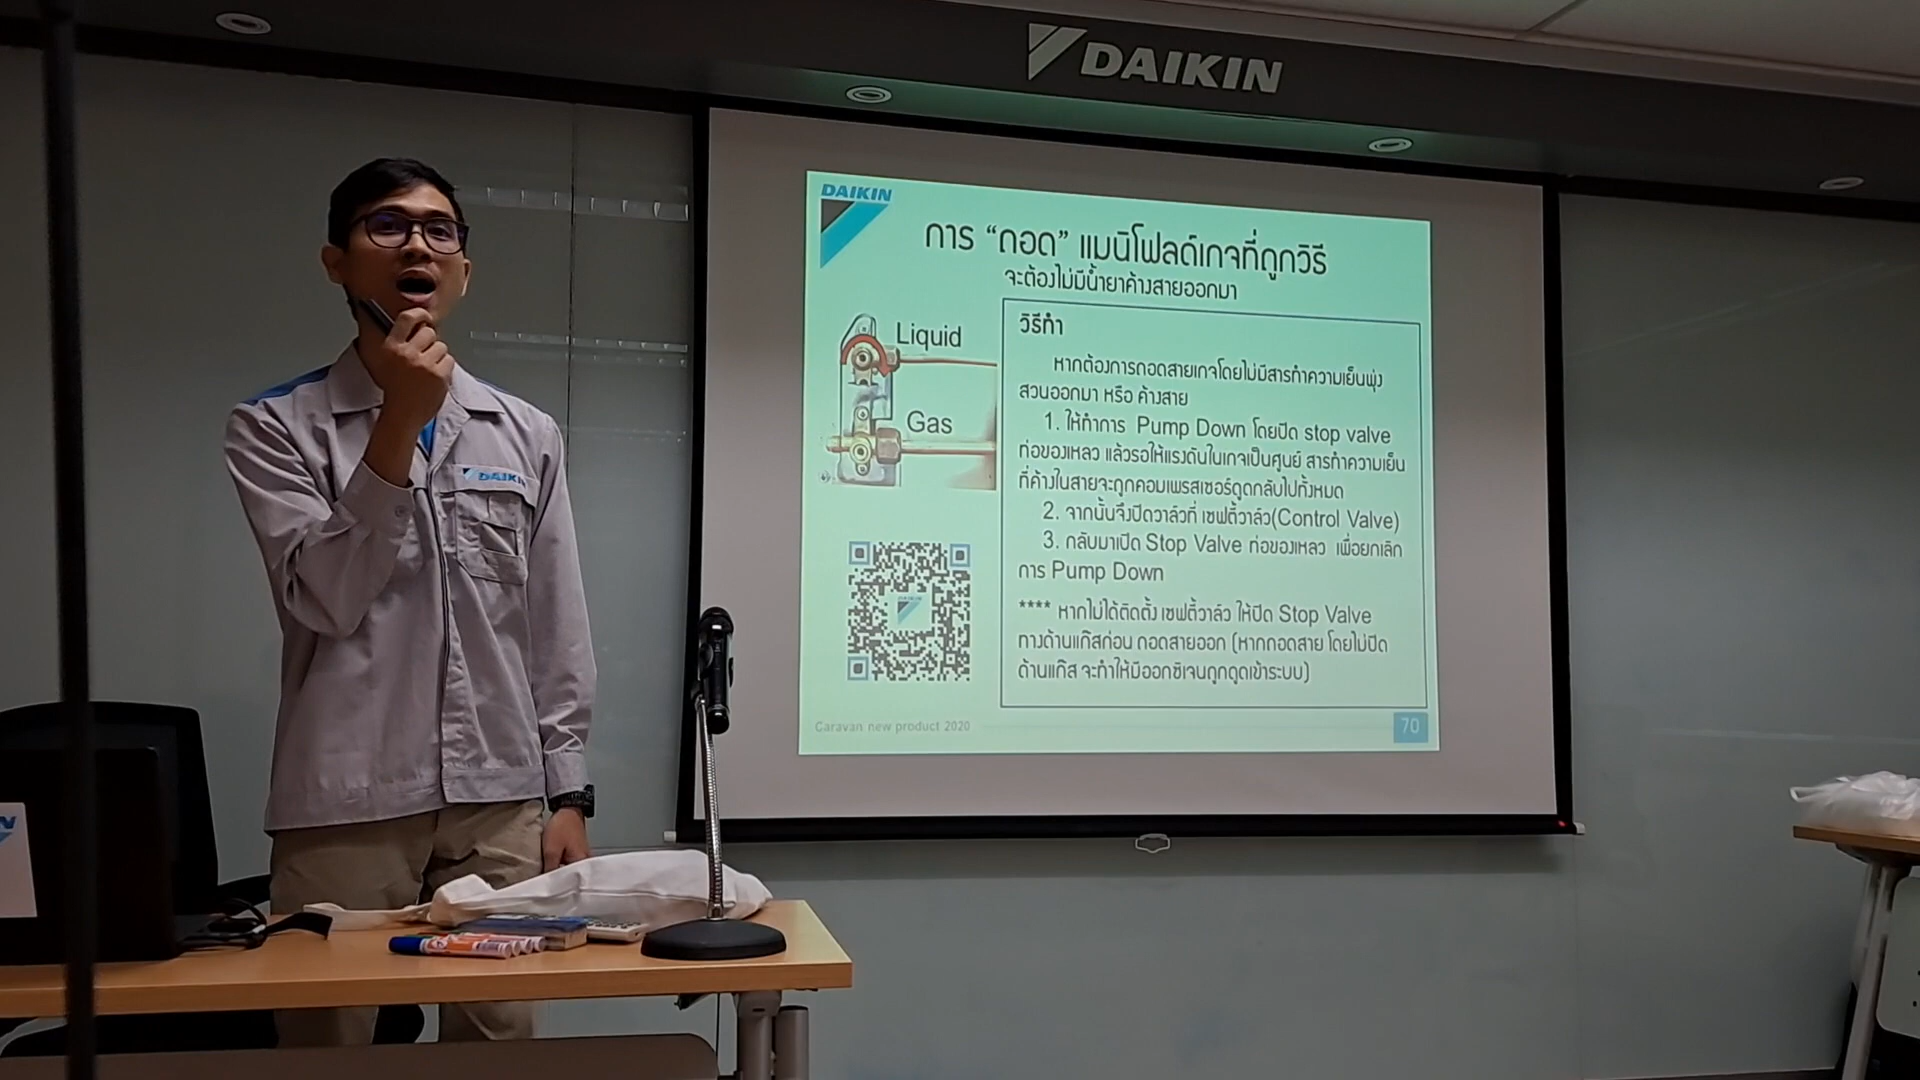 DAIKIN
DAIKIN
การ “ถอด” แมนิโฟลด์เกจที่ถูกวิธี
จะต้องไม่มีน้ำยาค้างสายออกมา
Liquid
Gas
วิธีทำ
หากต้องการถอดสายเกจโดยไม่มีสารทำความเย็นพุ่ง
สวนออกมา หรือ ค้างสาย
1. ให้ทำการ Pump Down โดยปิด stop valve
ท่อของเหลว แล้วรอให้แรงดันในเกจเป็นศูนย์ สารทำความเย็น
ที่ค้างในสายจะถูกคอมเพรสเซอร์ดูดกลับไปทั้งหมด
2. จากนั้นจึงปิดวาล์วที่ เซฟตี้วาล์ว(Control Valve)
3. กลับมาเปิด Stop Valve ท่อของเหลว เพื่อยกเลิก
การ Pump Down
**** หากไม่ได้ติดตั้ง เซฟตี้วาล์ว ให้ปิด Stop Valve
ทางด้านแก๊สก่อน ถอดสายออก (หากถอดสาย โดยไม่ปิด
ด้านแก๊ส จะทำให้มีออกซิเจนถูกดูดเข้าระบบ)
Caravan new product 2020
70
DAIKIN
DAIKIN